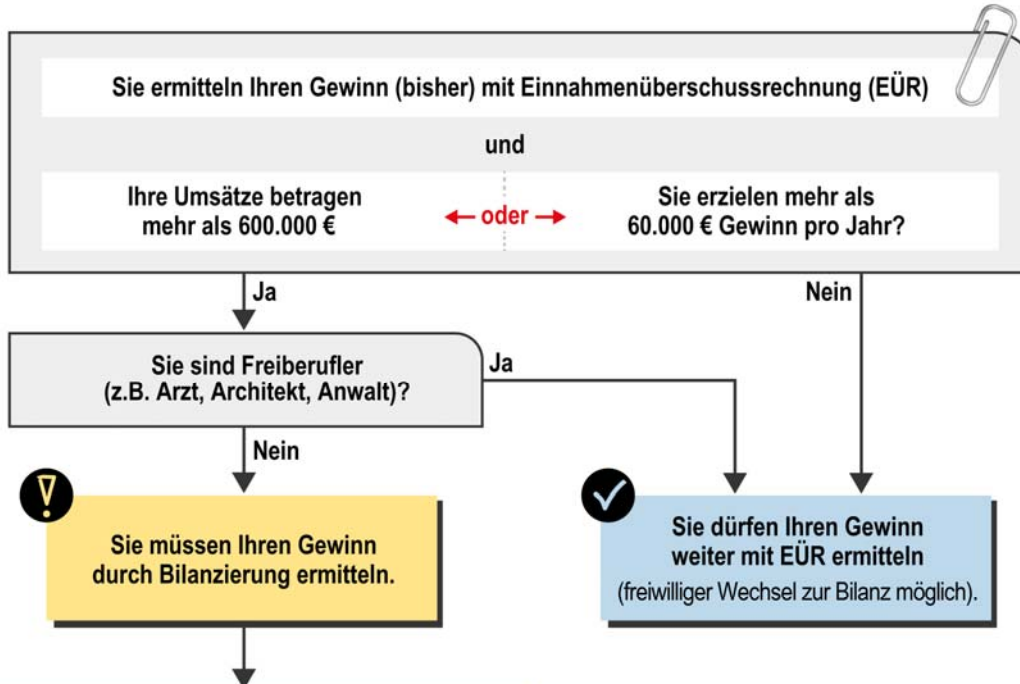 Sie ermitteln Ihren Gewinn (bisher) mit Einnahmenüberschussrechnung (EÜR)
und
Ihre Umsätze betragen
mehr als 600.000 €
oder
Sie erzielen mehr als
60.000 € Gewinn pro Jahr?
Ja
Nein
Sie sind Freiberufler
(z.B. Arzt, Architekt, Anwalt)?
Ja
Nein
Sie müssen Ihren Gewinn
durch Bilanzierung ermitteln.
Sie dürfen Ihren Gewinn
weiter mit EÜR ermitteln
(freiwilliger Wechsel zur Bilanz möglich).